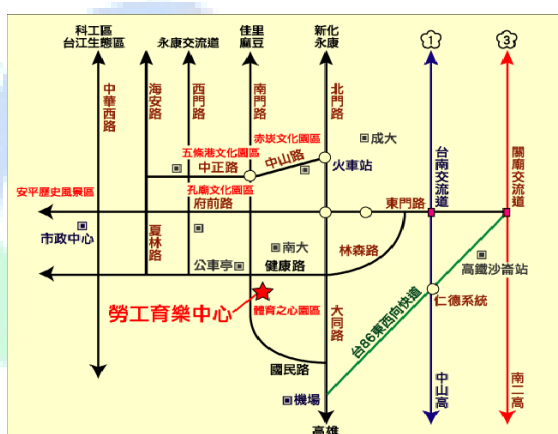 科工區
台江生態區
永康交流道
佳里
麻豆
新化
永康
1
3
中華西路
海安路
西門路
南門路
北門路
台南交流道
關廟交流道
赤崁文化園區
成大
五條港文化園區
中正路
中山路
火車站
安平歷史風景區
孔廟文化園區
府前路
東門路
市政中心
夏林路
南大
林森路
公車亭
健康路
高鐵沙崙站
勞工育樂中心
體育之心園區
大同路
仁德系統
台86東西向快道
國民路
中山高
南二高
機場
高雄